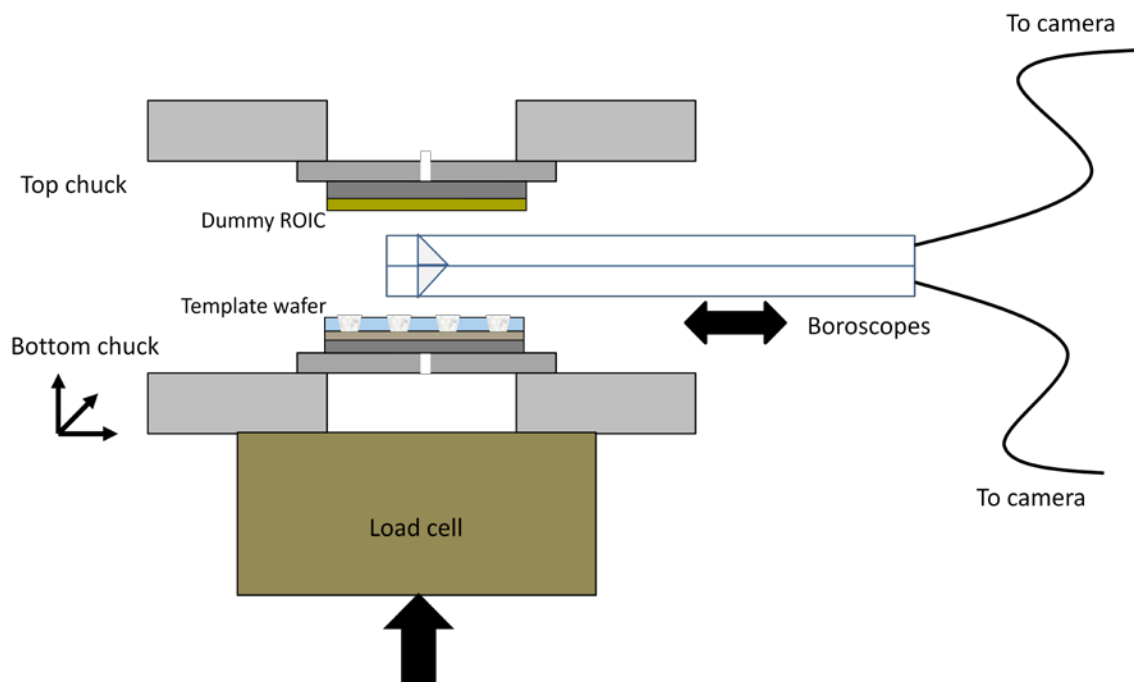 To camera
Top chuck
Dummy ROIC
Template wafer
Boroscopes
Bottom chuck
To camera
Load cell